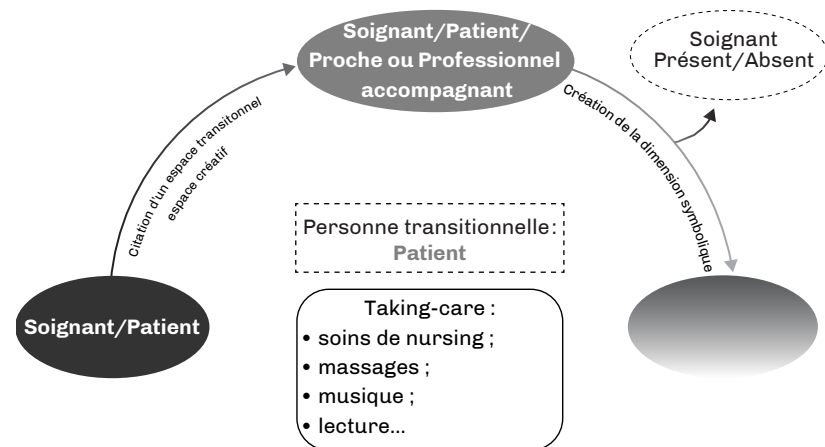 Soignant/Patient/
Proche ou Professionnel
accompagnant
Soignant
Présent/Absent
Citation d'un espace transitonnel
espace créatif
Création de la dimension symbolique
Personne transitionnelle:
Patient
Soignant/Patient
Taking-care :
• soins de nursing ;
• massages ;
• musique ;
• lecture...